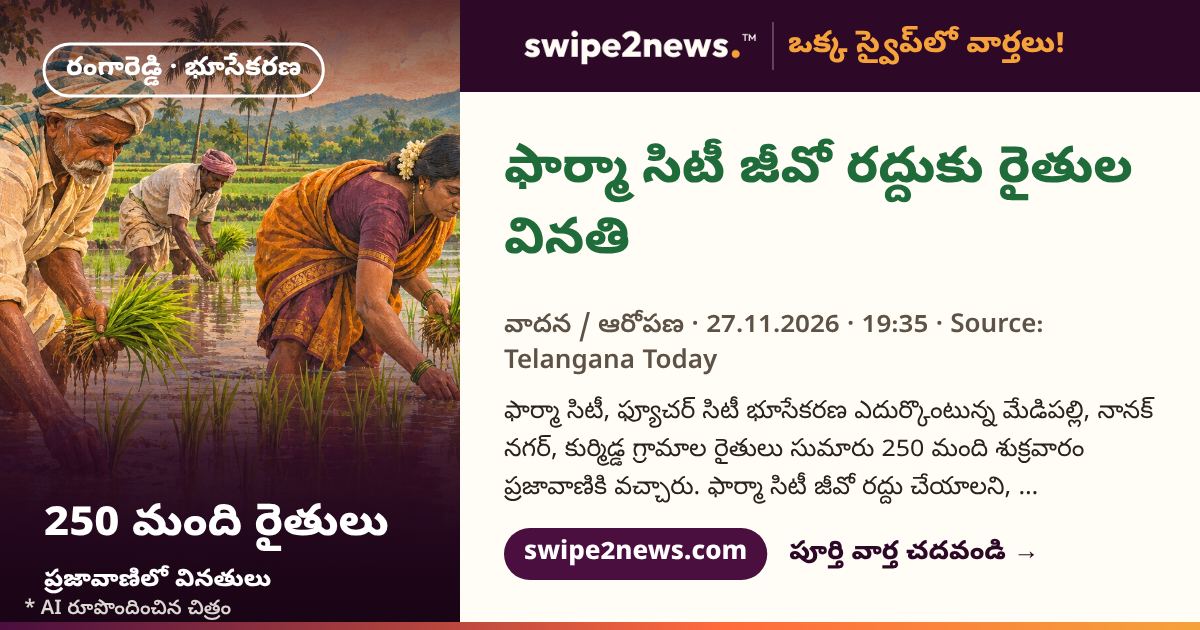 రంగారెడ్డి · భూసేకరణ
250 మంది రైతులు
ప్రజావాణిలో వినతులు
* AI రూపొందించిన చిత్రం
swipe2news.™ ఒక్క స్వైప్‌లో వార్తలు!
ఫార్మా సిటీ జీవో రద్దుకు రైతుల
వినతి
వాదన / ఆరోపణ · 27.11.2026 · 19:35 · Source:
Telangana Today
ఫార్మా సిటీ, ఫ్యూచర్ సిటీ భూసేకరణ ఎదుర్కొంటున్న మేడిపల్లి, నానక్
నగర్, కుర్మిడ్డ గ్రామాల రైతులు సుమారు 250 మంది శుక్రవారం
ప్రజావాణికి వచ్చారు. ఫార్మా సిటీ జీవో రద్దు చేయాలని, ...
swipe2news.com పూర్తి వార్త చదవండి →